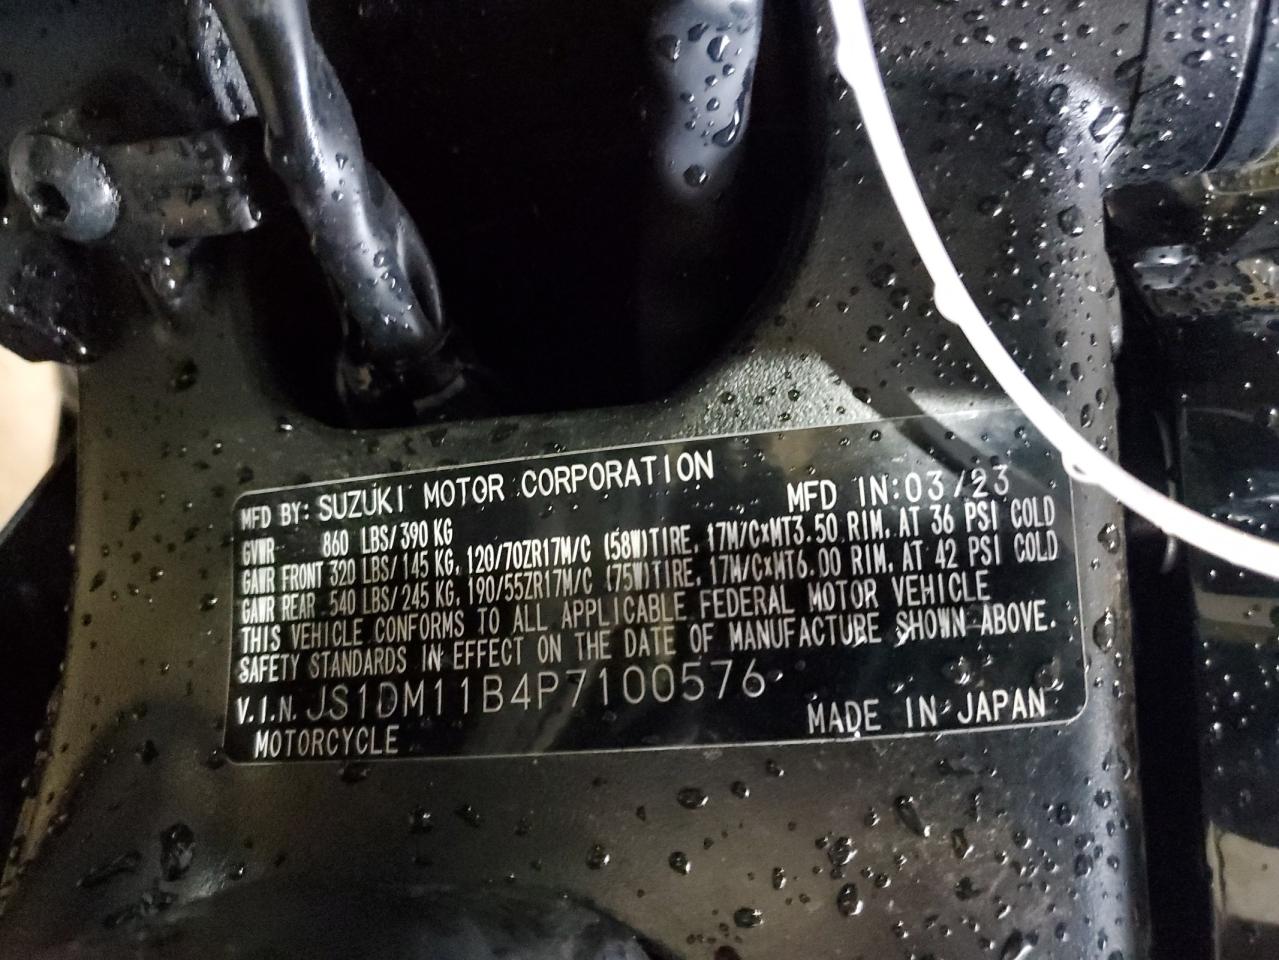 MFD BY: SUZUKI MOTOR CORPORATION
MFD IN:03/23
GVWR 860 LBS/390 KG
GAWR FRONT 320 LBS/145 KG, 120/70ZR17M/C (58W)TIRE, 17M/CxMT3.50 RIM, AT 36 PSI COLD
GAWR REAR 540 LBS/245 KG, 190/55ZR17M/C (75W)TIRE, 17M/CxMT6.00 RIM, AT 42 PSI COLD
THIS VEHICLE CONFORMS TO ALL APPLICABLE FEDERAL MOTOR VEHICLE
SAFETY STANDARDS IN EFFECT ON THE DATE OF MANUFACTURE SHOWN ABOVE.
V.I.N. JS1DM11B4P7100576
MOTORCYCLE MADE IN JAPAN